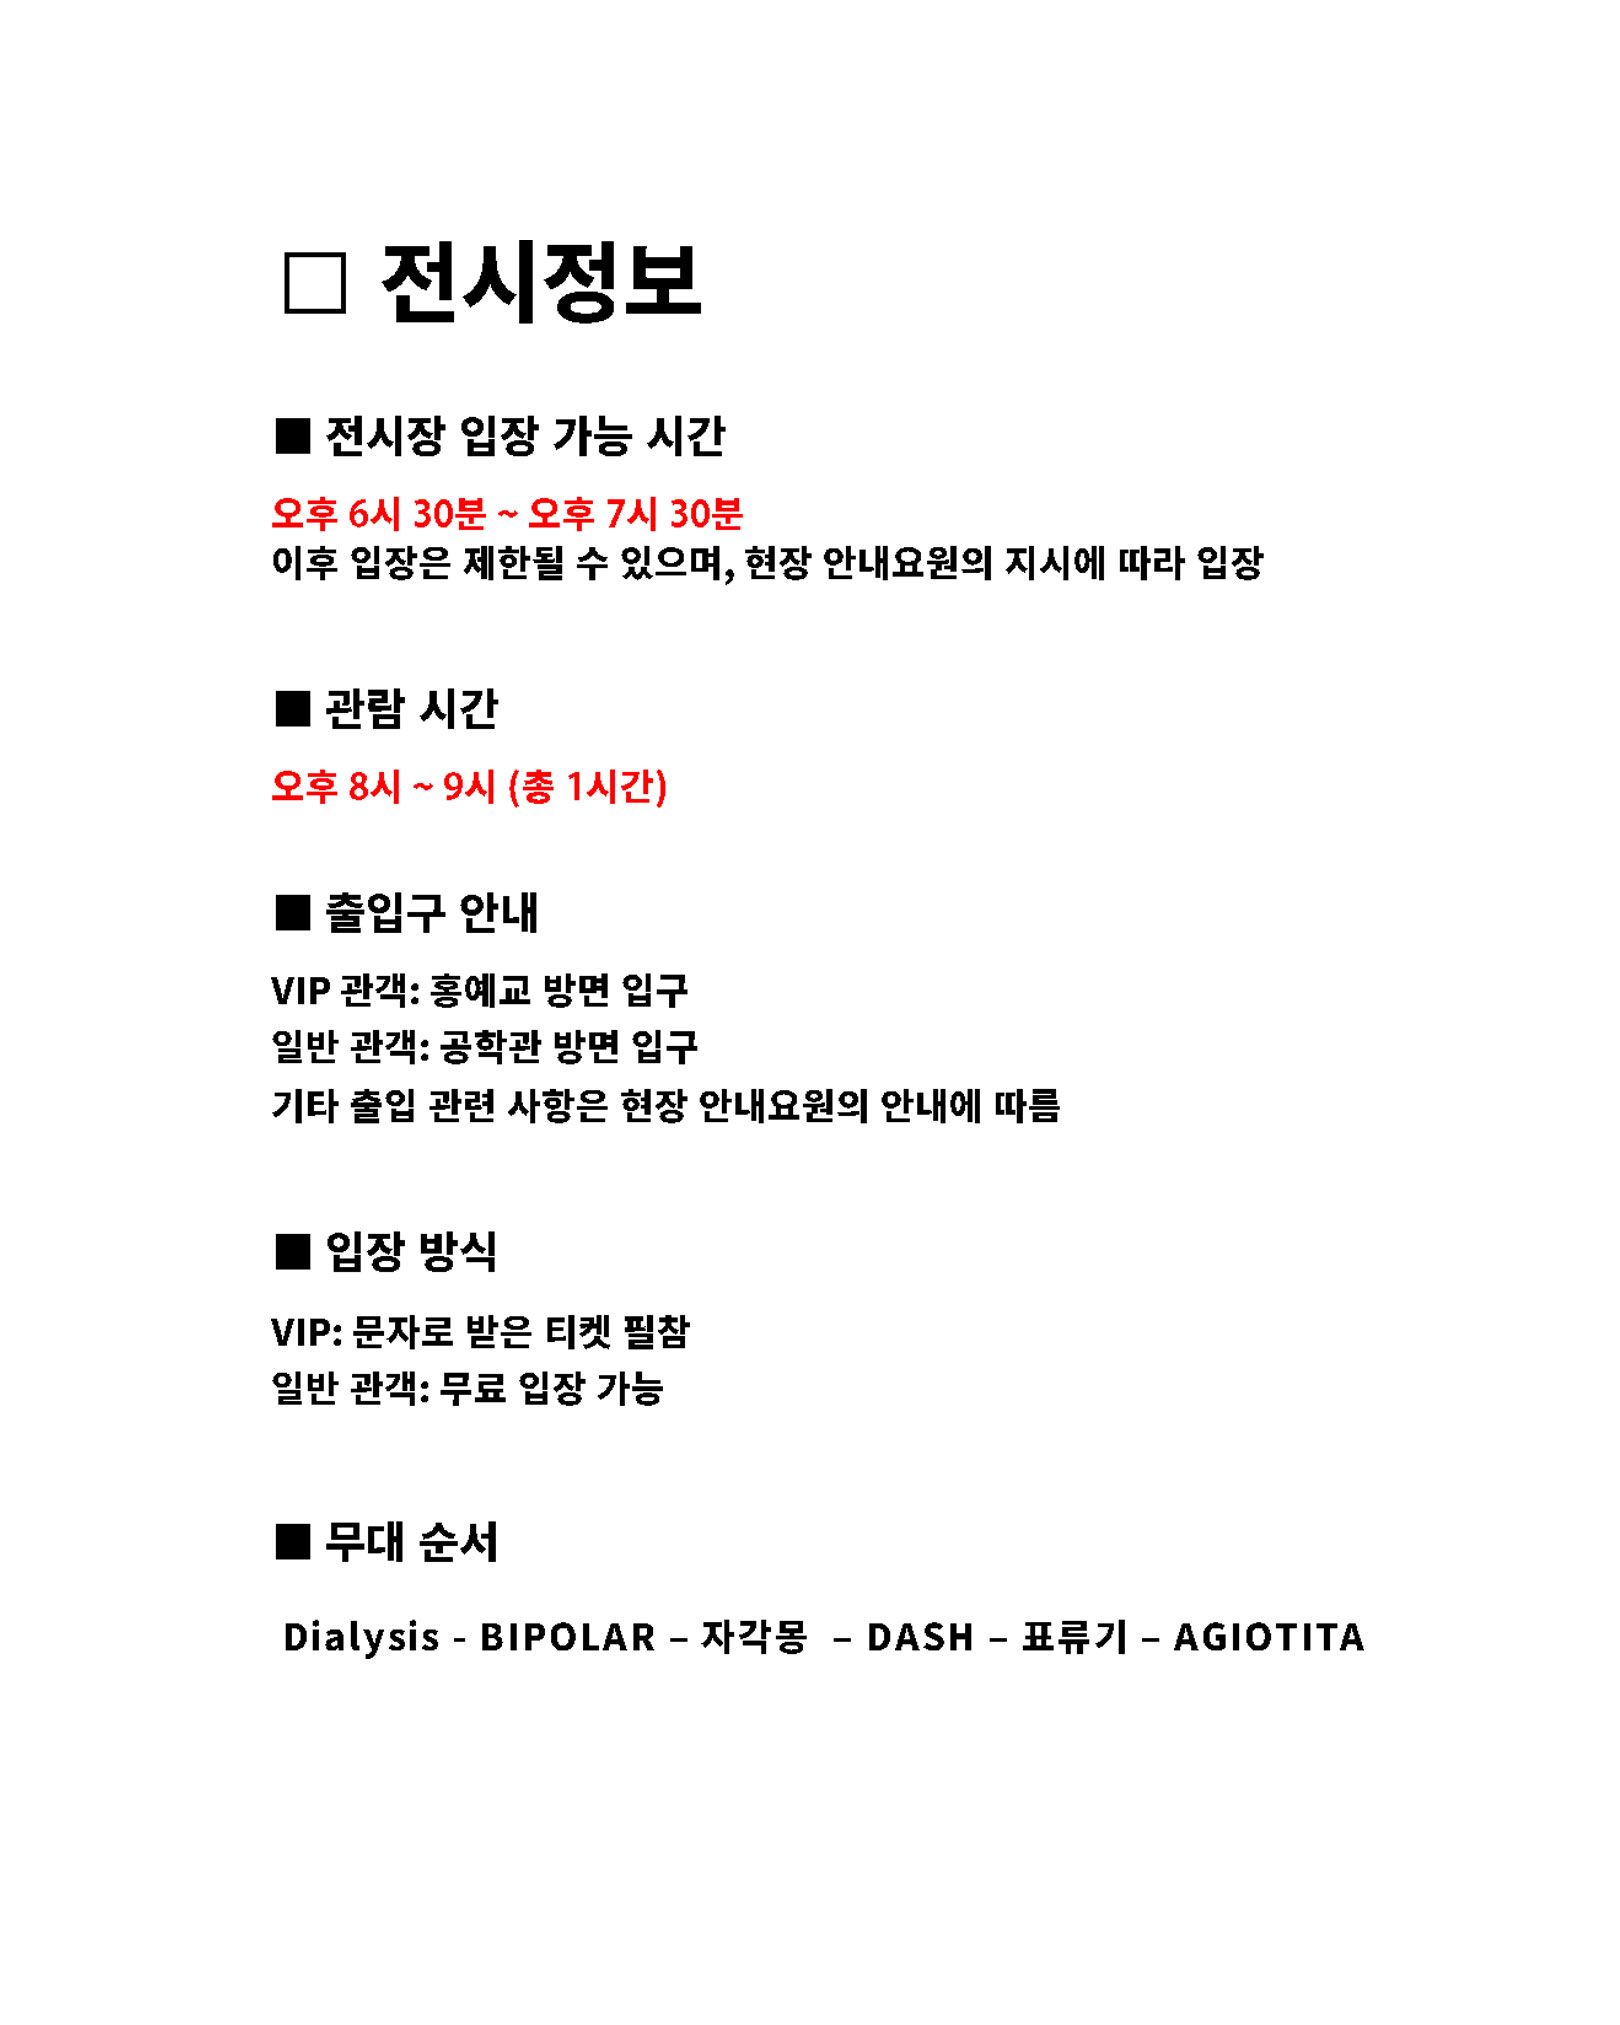 □ 전시정보
■ 전시장 입장 가능 시간
오후 6시 30분 ~ 오후 7시 30분
이후 입장은 제한될 수 있으며, 현장 안내요원의 지시에 따라 입장
■ 관람 시간
오후 8시 ~ 9시 (총 1시간)
■ 출입구 안내
VIP 관객: 홍예교 방면 입구
일반 관객: 공학관 방면 입구
기타 출입 관련 사항은 현장 안내요원의 안내에 따름
■ 입장 방식
VIP: 문자로 받은 티켓 필참
일반 관객: 무료 입장 가능
■ 무대 순서
Dialysis - BIPOLAR – 자각몽 – DASH – 표류기 – AGIOTITA